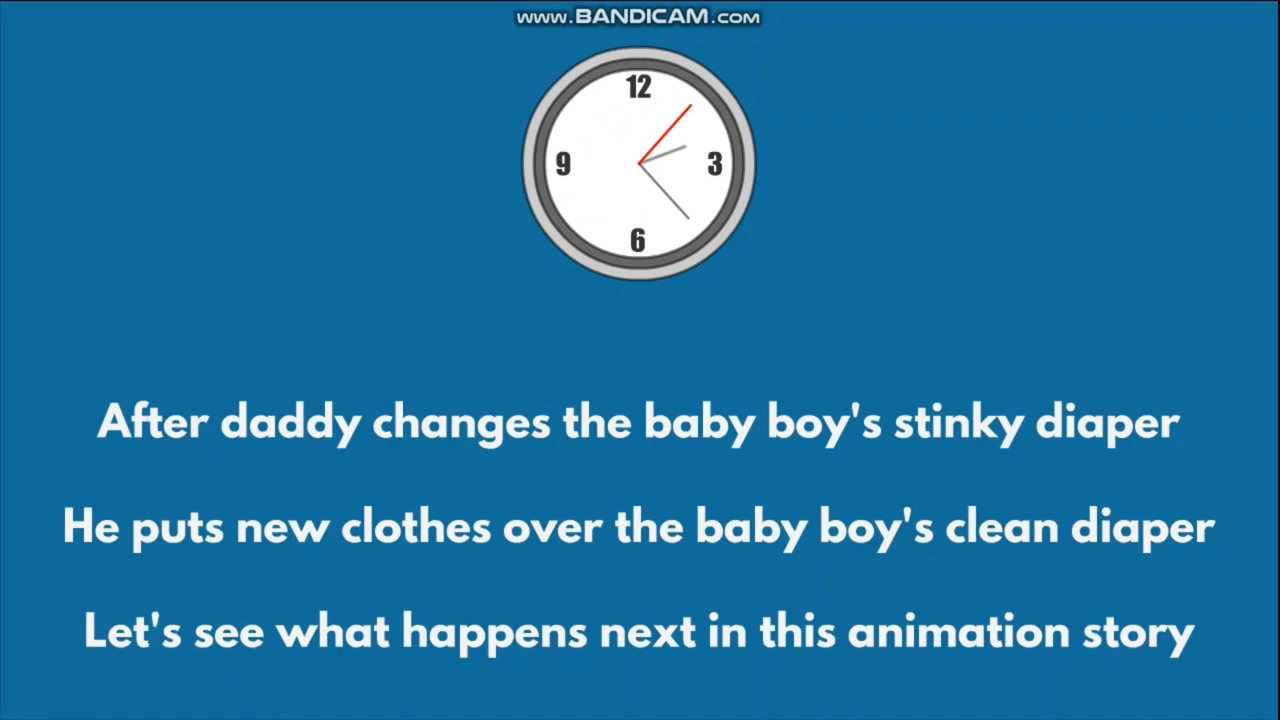 www.BANDICAM.com
12
9
3
6
After daddy changes the baby boy's stinky diaper
He puts new clothes over the baby boy's clean diaper
Let's see what happens next in this animation story